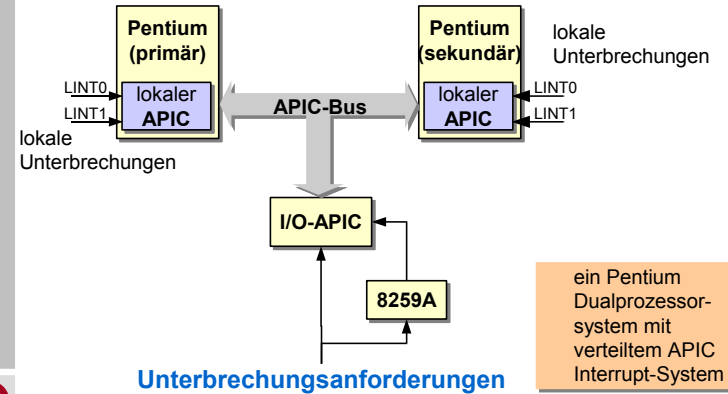 Pentium
(primär)
LINT0
LINT1
lokaler
APIC
lokale
Unterbrechungen
APIC-Bus
Pentium
(sekundär)
lokaler
APIC
lokale
Unterbrechungen
LINT0
LINT1
I/O-APIC
8259A
Unterbrechungsanforderungen
ein Pentium
Dualprozessor-
system mit
verteiltem APIC
Interrupt-System